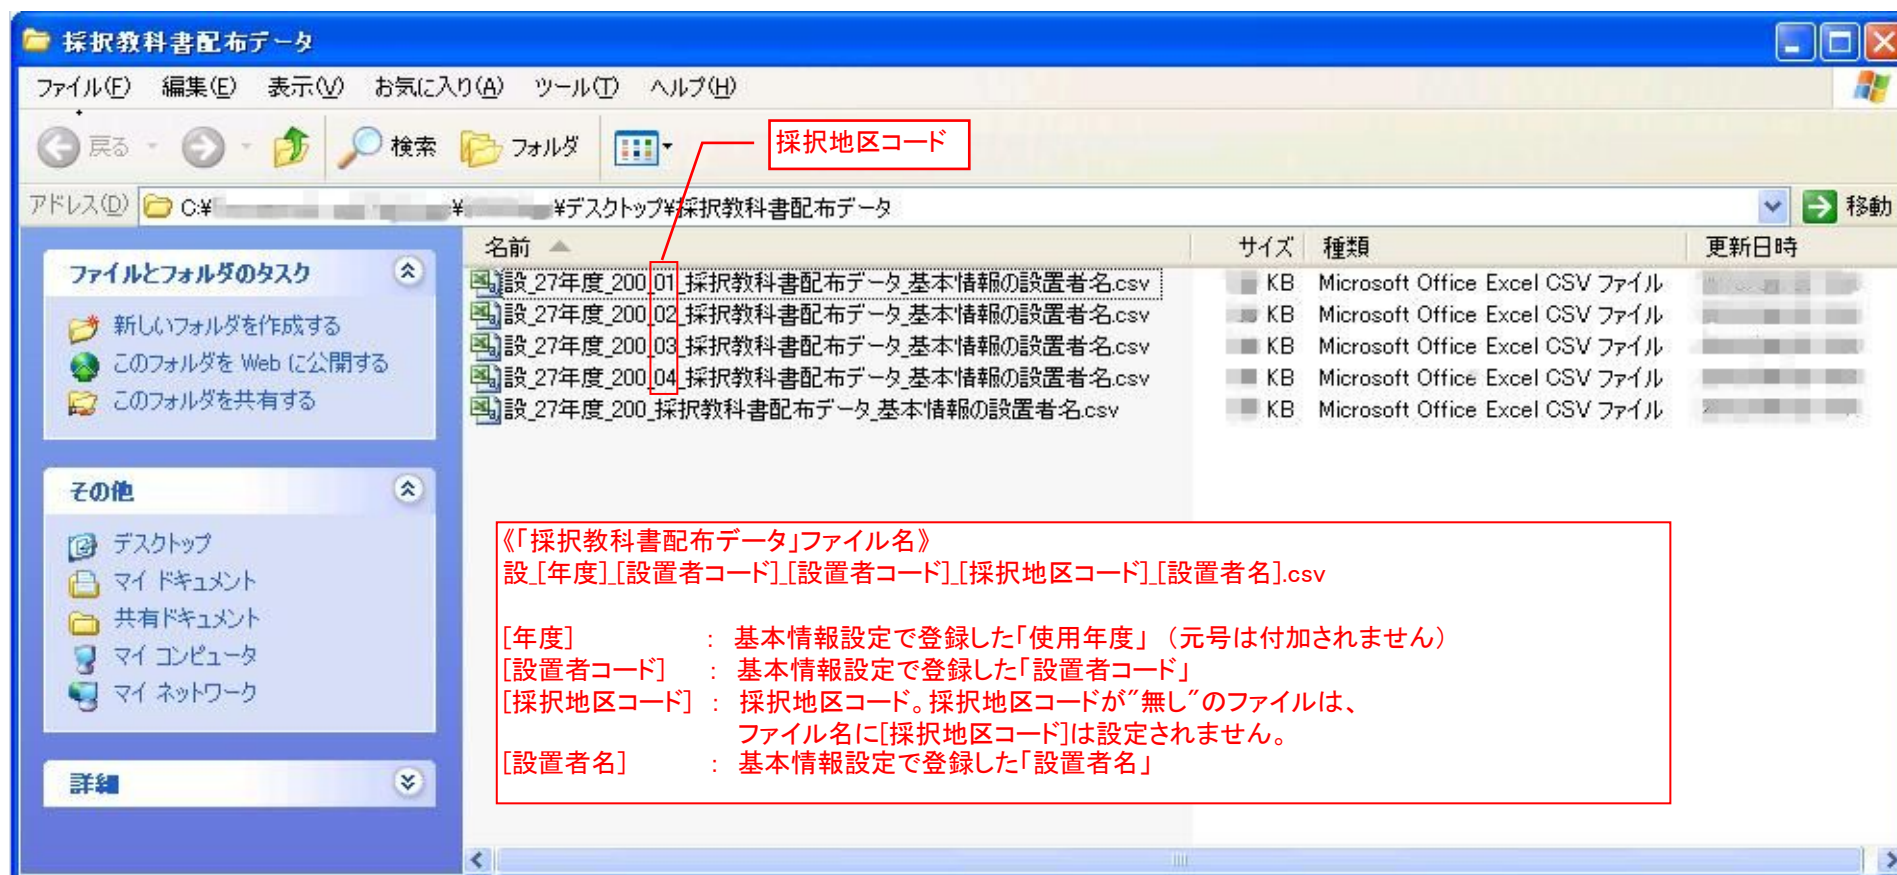 採択教科書配布データ
ファイル(F) 編集(E) 表示(V) お気に入り(A) ツール(T) ヘルプ(H)
戻る 検索 フォルダ
採択地区コード
アドレス(D) C:¥ ¥ ¥デスクトップ¥採択教科書配布データ 移動
名前 サイズ 種類 更新日時
設_27年度_200_01_採択教科書配布データ_基本情報の設置者名.csv KB Microsoft Office Excel CSV ファイル
設_27年度_200_02_採択教科書配布データ_基本情報の設置者名.csv KB Microsoft Office Excel CSV ファイル
設_27年度_200_03_採択教科書配布データ_基本情報の設置者名.csv KB Microsoft Office Excel CSV ファイル
設_27年度_200_04_採択教科書配布データ_基本情報の設置者名.csv KB Microsoft Office Excel CSV ファイル
設_27年度_200_採択教科書配布データ_基本情報の設置者名.csv KB Microsoft Office Excel CSV ファイル
ファイルとフォルダのタスク
新しいフォルダを作成する
このフォルダを Web に公開する
このフォルダを共有する
その他
デスクトップ
マイ ドキュメント
共有ドキュメント
マイ コンピュータ
マイ ネットワーク
詳細
《「採択教科書配布データ」ファイル名》
設_[年度]_[設置者コード]_[設置者コード]_[採択地区コード]_[設置者名].csv
[年度] : 基本情報設定で登録した「使用年度」 （元号は付加されません）
[設置者コード] : 基本情報設定で登録した「設置者コード」
[採択地区コード] : 採択地区コード。採択地区コードが"無し"のファイルは、
ファイル名に[採択地区コード]は設定されません。
[設置者名] : 基本情報設定で登録した「設置者名」